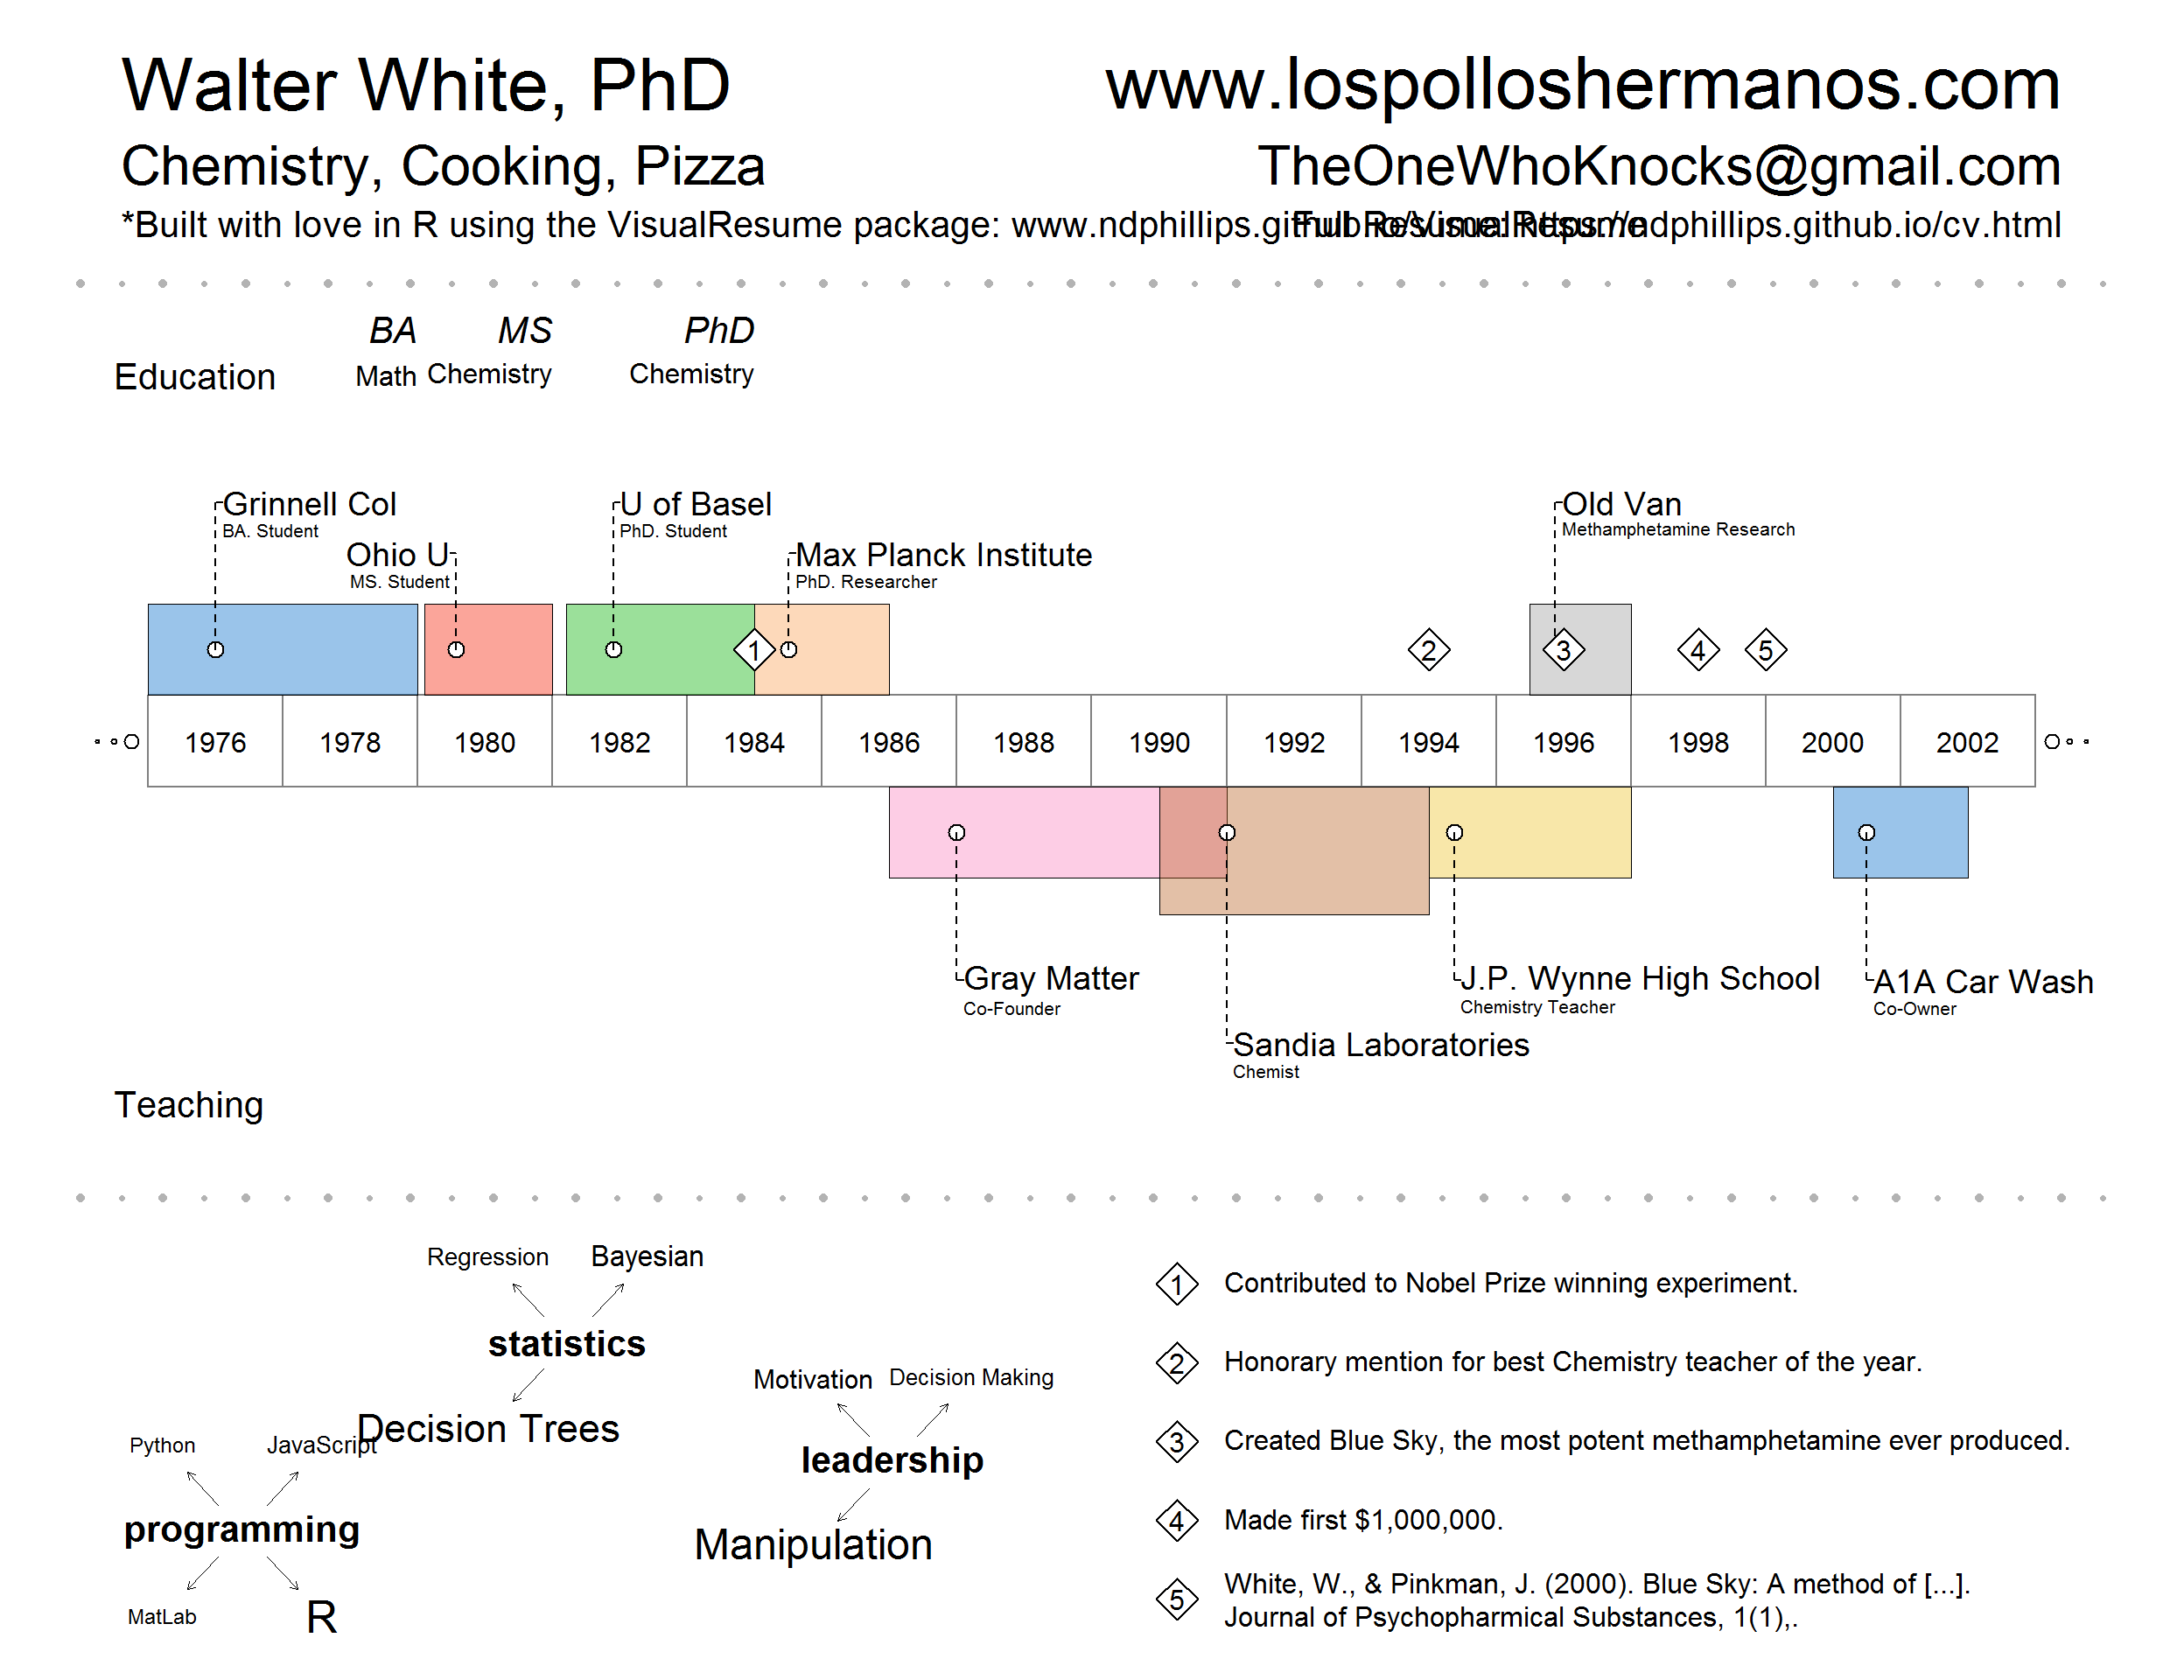 Walter White, PhD
www.lospolloshermanos.com
Chemistry, Cooking, Pizza
TheOneWhoKnocks@gmail.com
*Built with love in R using the VisualResume package: www.ndphillips.github.io/VisualResume
Full Resume: https://ndphillips.github.io/cv.html
BA
MS
PhD
Education
Math
Chemistry
Chemistry
Grinnell Col
BA. Student
U of Basel
PhD. Student
Old Van
Methamphetamine Research
Ohio U
MS. Student
Max Planck Institute
PhD. Researcher
1
2
3
4
5
1976 1978 1980 1982 1984 1986 1988 1990 1992 1994 1996 1998 2000 2002
Gray Matter
Co-Founder
J.P. Wynne High School
Chemistry Teacher
A1A Car Wash
Co-Owner
Sandia Laboratories
Chemist
Teaching
Regression
Bayesian
statistics
Decision Trees
Motivation
Decision Making
leadership
Manipulation
Python
JavaScript
programming
MatLab
R
1 Contributed to Nobel Prize winning experiment.
2 Honorary mention for best Chemistry teacher of the year.
3 Created Blue Sky, the most potent methamphetamine ever produced.
4 Made first $1,000,000.
5 White, W., & Pinkman, J. (2000). Blue Sky: A method of [...].
Journal of Psychopharmical Substances, 1(1),.